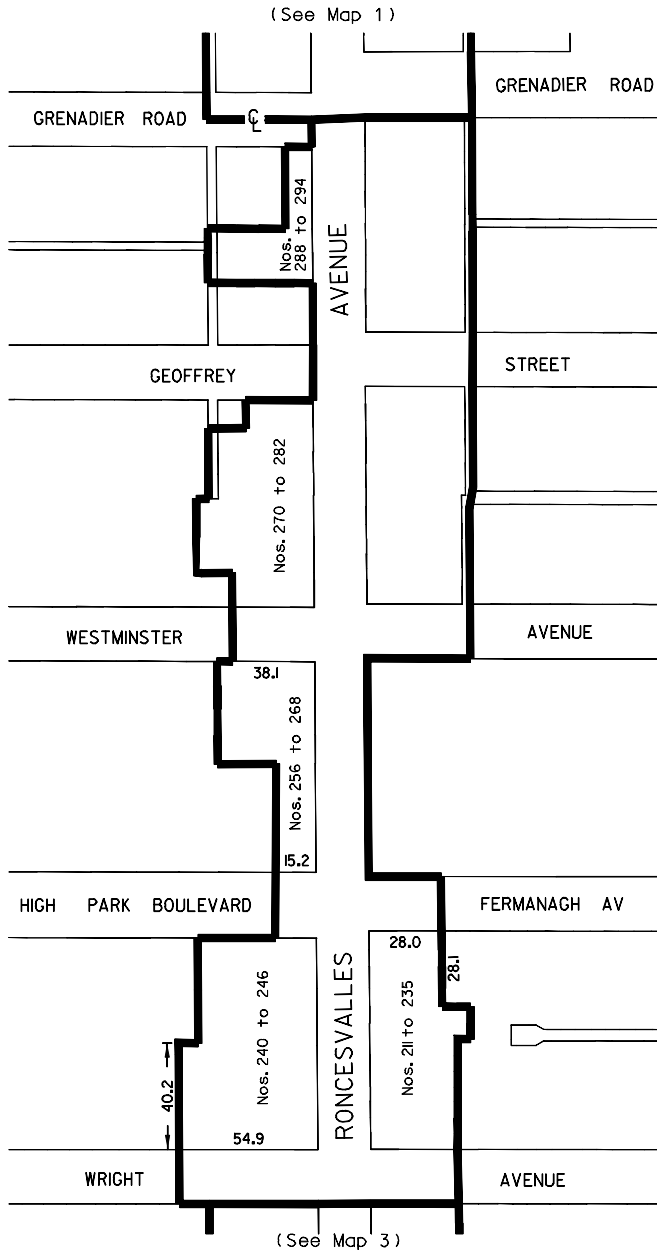 (See Map 1)
GRENADIER ROAD
GRENADIER ROAD
CL
Nos.
288 to 294
AVENUE
GEOFFREY
STREET
Nos. 270 to 282
WESTMINSTER
AVENUE
38.1
Nos. 256 to 268
15.2
HIGH PARK BOULEVARD
FERMANAGH AV
28.0
28.1
Nos. 240 to 246
RONCESVALLES
Nos. 211 to 235
40.2
54.9
WRIGHT
AVENUE
(See Map 3)